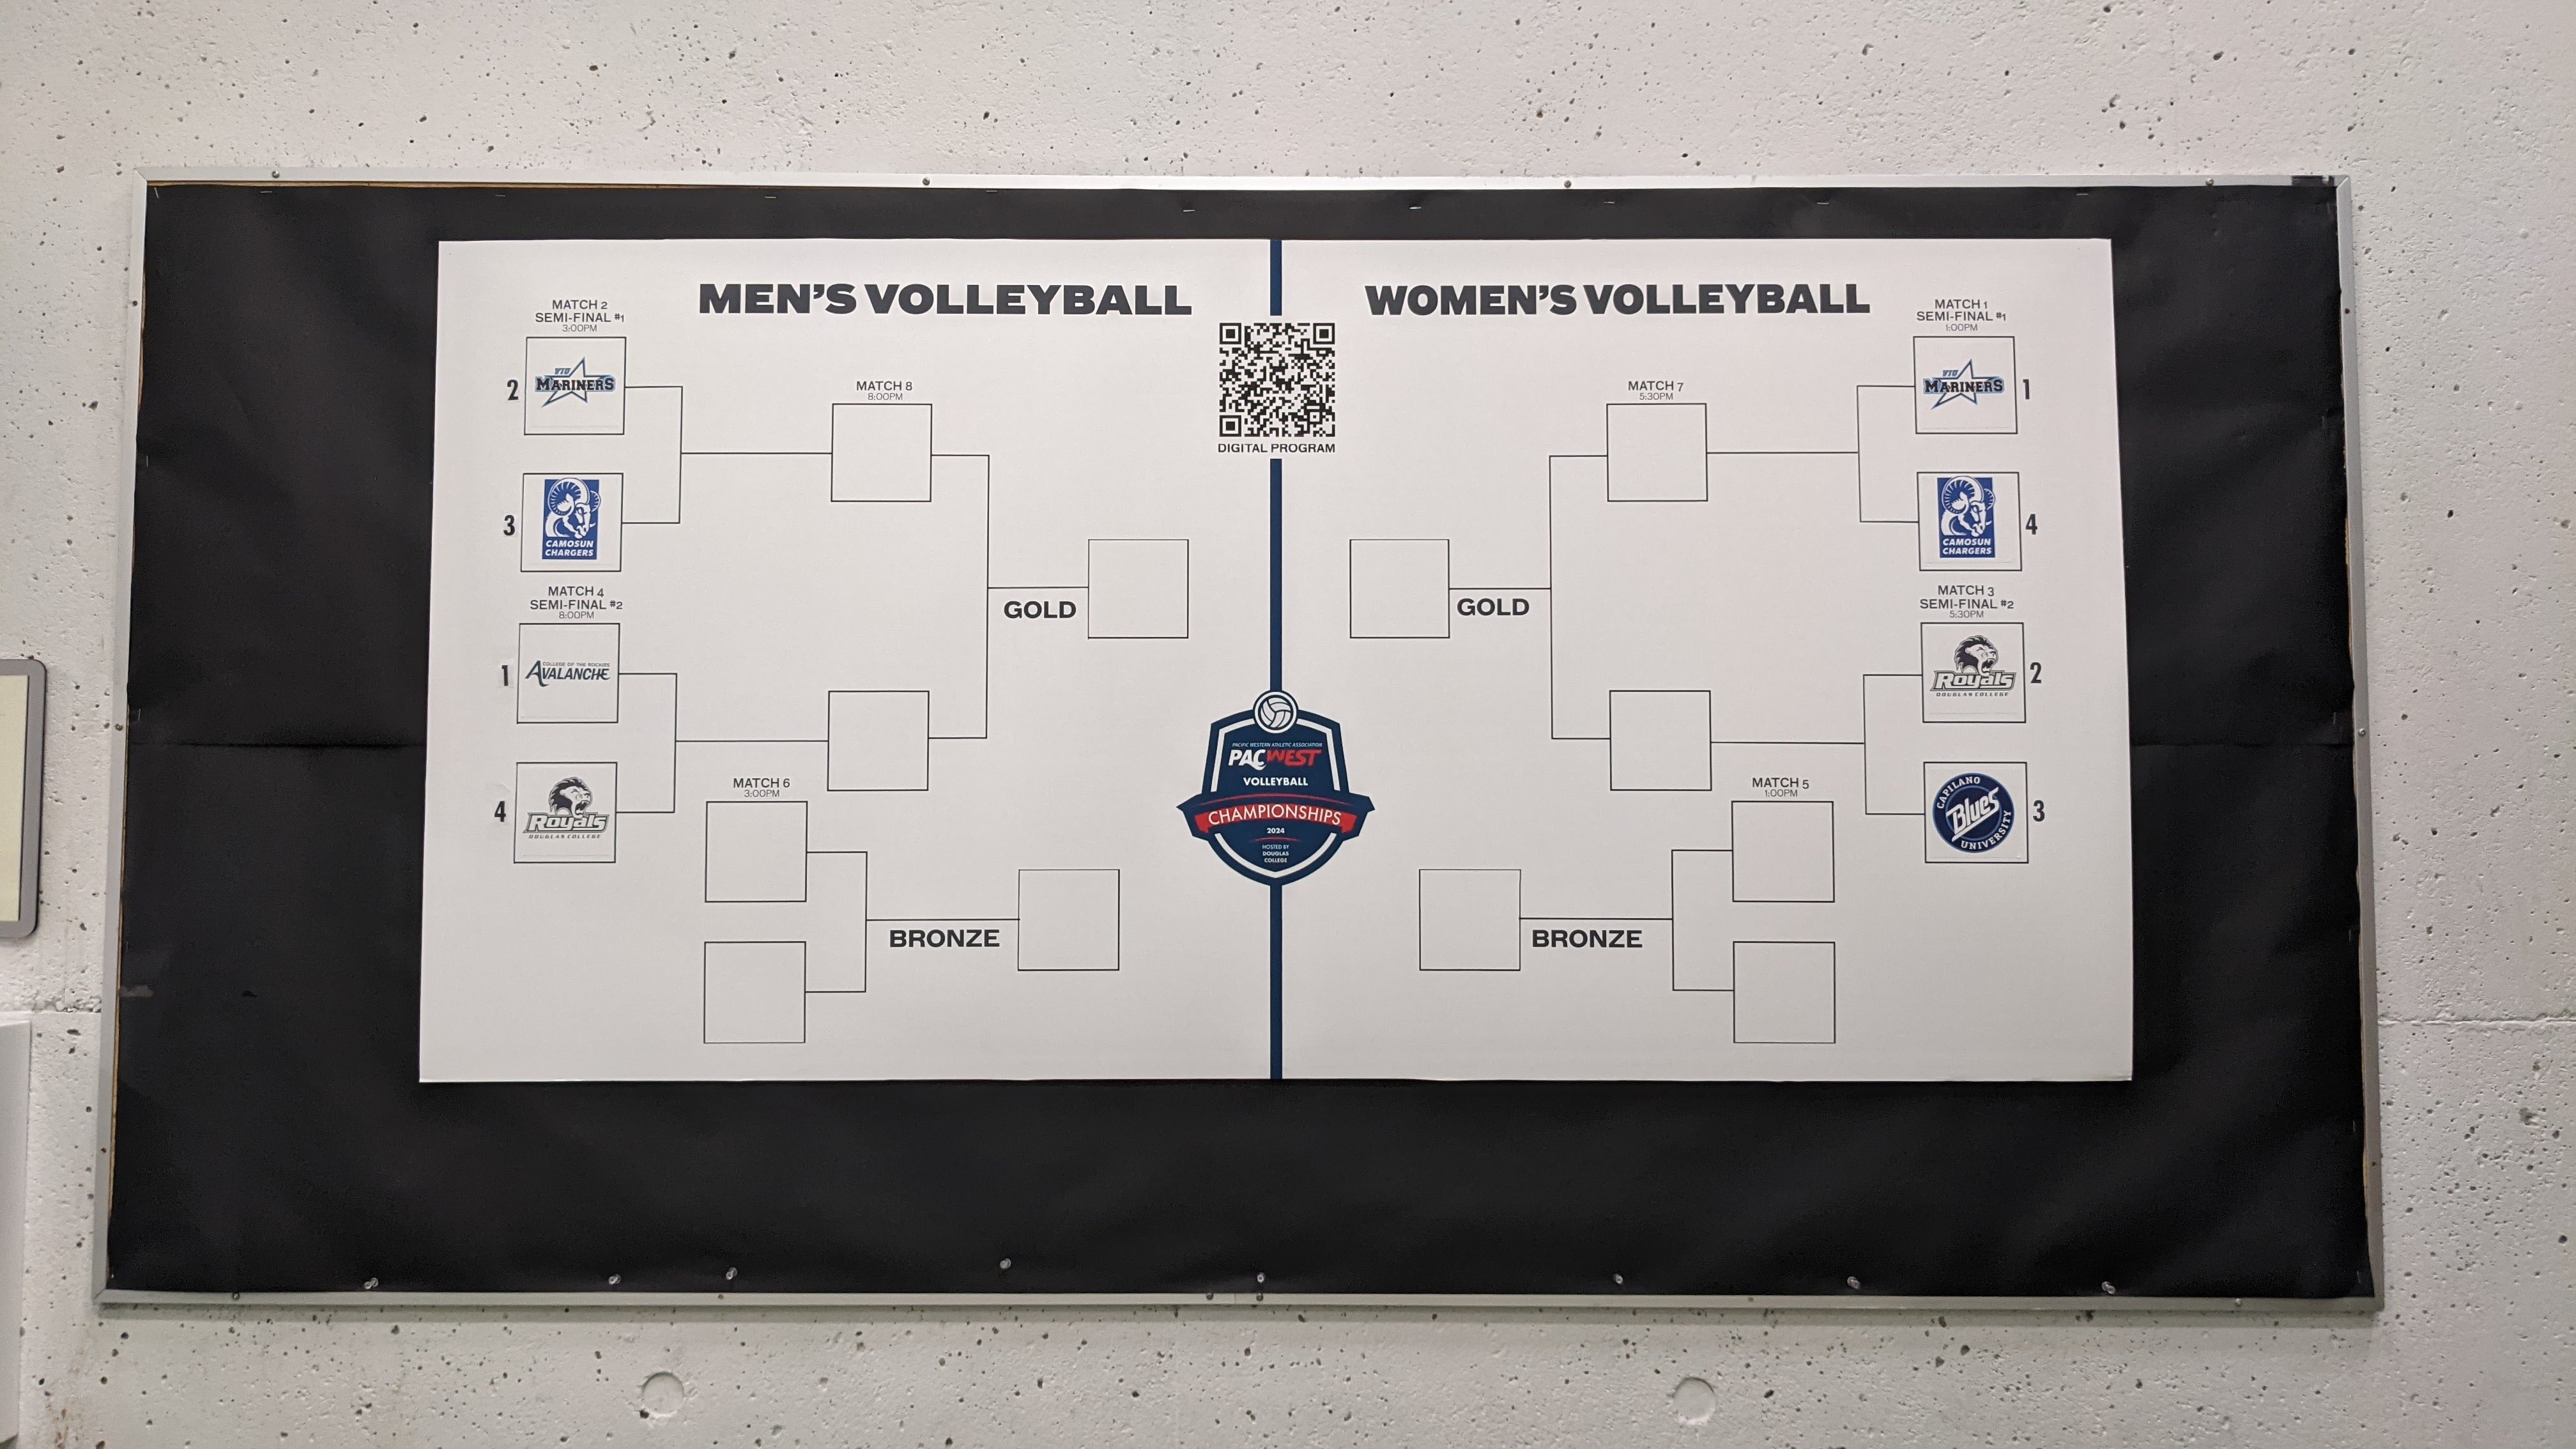 MEN'S VOLLEYBALL
MATCH 2
SEMI-FINAL #1
3:00PM
2
VIU
MARINERS
3
CAMOSUN
CHARGERS
MATCH 4
SEMI-FINAL #2
8:00PM
1
COLLEGE OF THE ROCKIES
AVALANCHE
4
Royals
DOUGLAS COLLEGE
MATCH 8
8:00PM
GOLD
MATCH 6
3:00PM
BRONZE
DIGITAL PROGRAM
PACIFIC WESTERN ATHLETIC ASSOCIATION
PACWEST
VOLLEYBALL
CHAMPIONSHIPS
2024
HOSTED BY
DOUGLAS
COLLEGE
WOMEN'S VOLLEYBALL
MATCH 1
SEMI-FINAL #1
1:00PM
VIU
MARINERS
1
CAMOSUN
CHARGERS
4
MATCH 3
SEMI-FINAL #2
5:30PM
Royals
DOUGLAS COLLEGE
2
CAPILANO
Blues
UNIVERSITY
3
MATCH 7
5:30PM
GOLD
MATCH 5
1:00PM
BRONZE